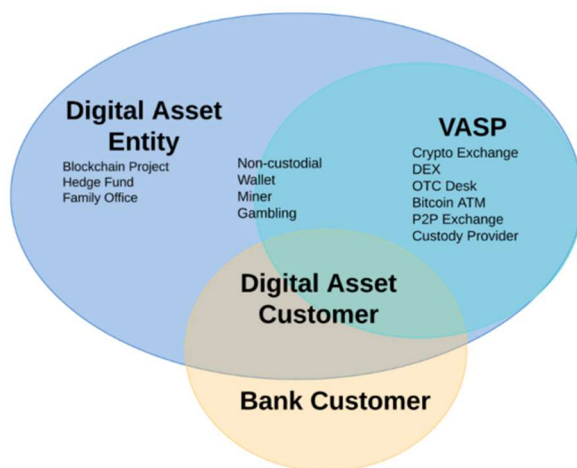 Digital Asset
Entity
Blockchain Project
Hedge Fund
Family Office
Non-custodial
Wallet
Miner
Gambling
VASP
Crypto Exchange
DEX
OTC Desk
Bitcoin ATM
P2P Exchange
Custody Provider
Digital Asset
Customer
Bank Customer